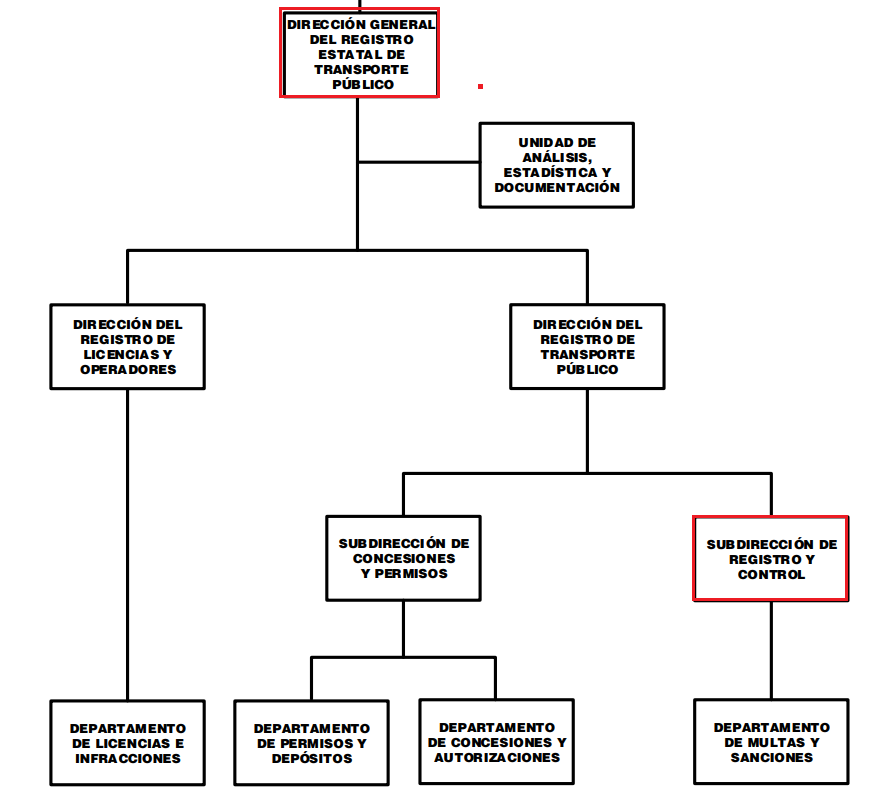 DIRECCIÓN GENERAL
DEL REGISTRO
ESTATAL DE
TRANSPORTE
PÚBLICO
UNIDAD DE
ANÁLISIS,
ESTADÍSTICA Y
DOCUMENTACIÓN
DIRECCIÓN DEL
REGISTRO DE
LICENCIAS Y
OPERADORES
DIRECCIÓN DEL
REGISTRO DE
TRANSPORTE
PÚBLICO
SUBDIRECCIÓN DE
CONCESIONES
Y PERMISOS
SUBDIRECCIÓN DE
REGISTRO Y
CONTROL
DEPARTAMENTO
DE LICENCIAS E
INFRACCIONES
DEPARTAMENTO
DE PERMISOS Y
DEPÓSITOS
DEPARTAMENTO
DE CONCESIONES Y
AUTORIZACIONES
DEPARTAMENTO
DE MULTAS Y
SANCIONES